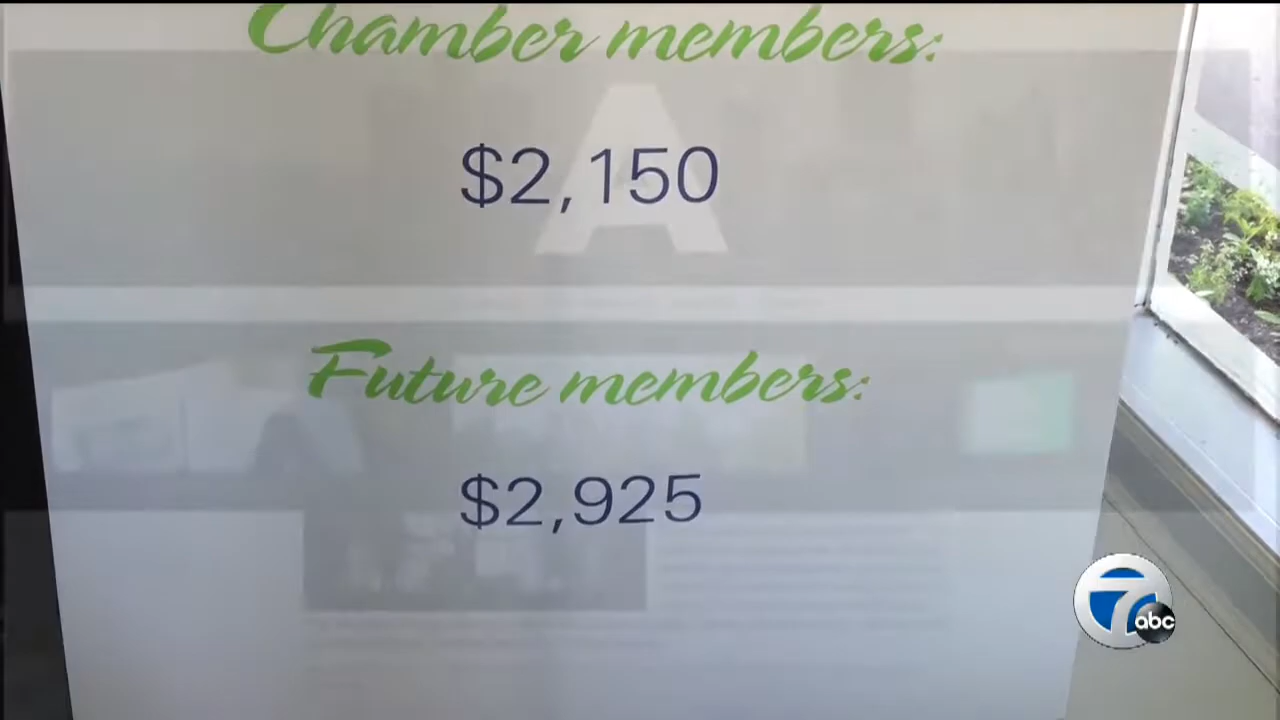 Chamber members:
A
$2,150
Future members:
$2,925
7
abc